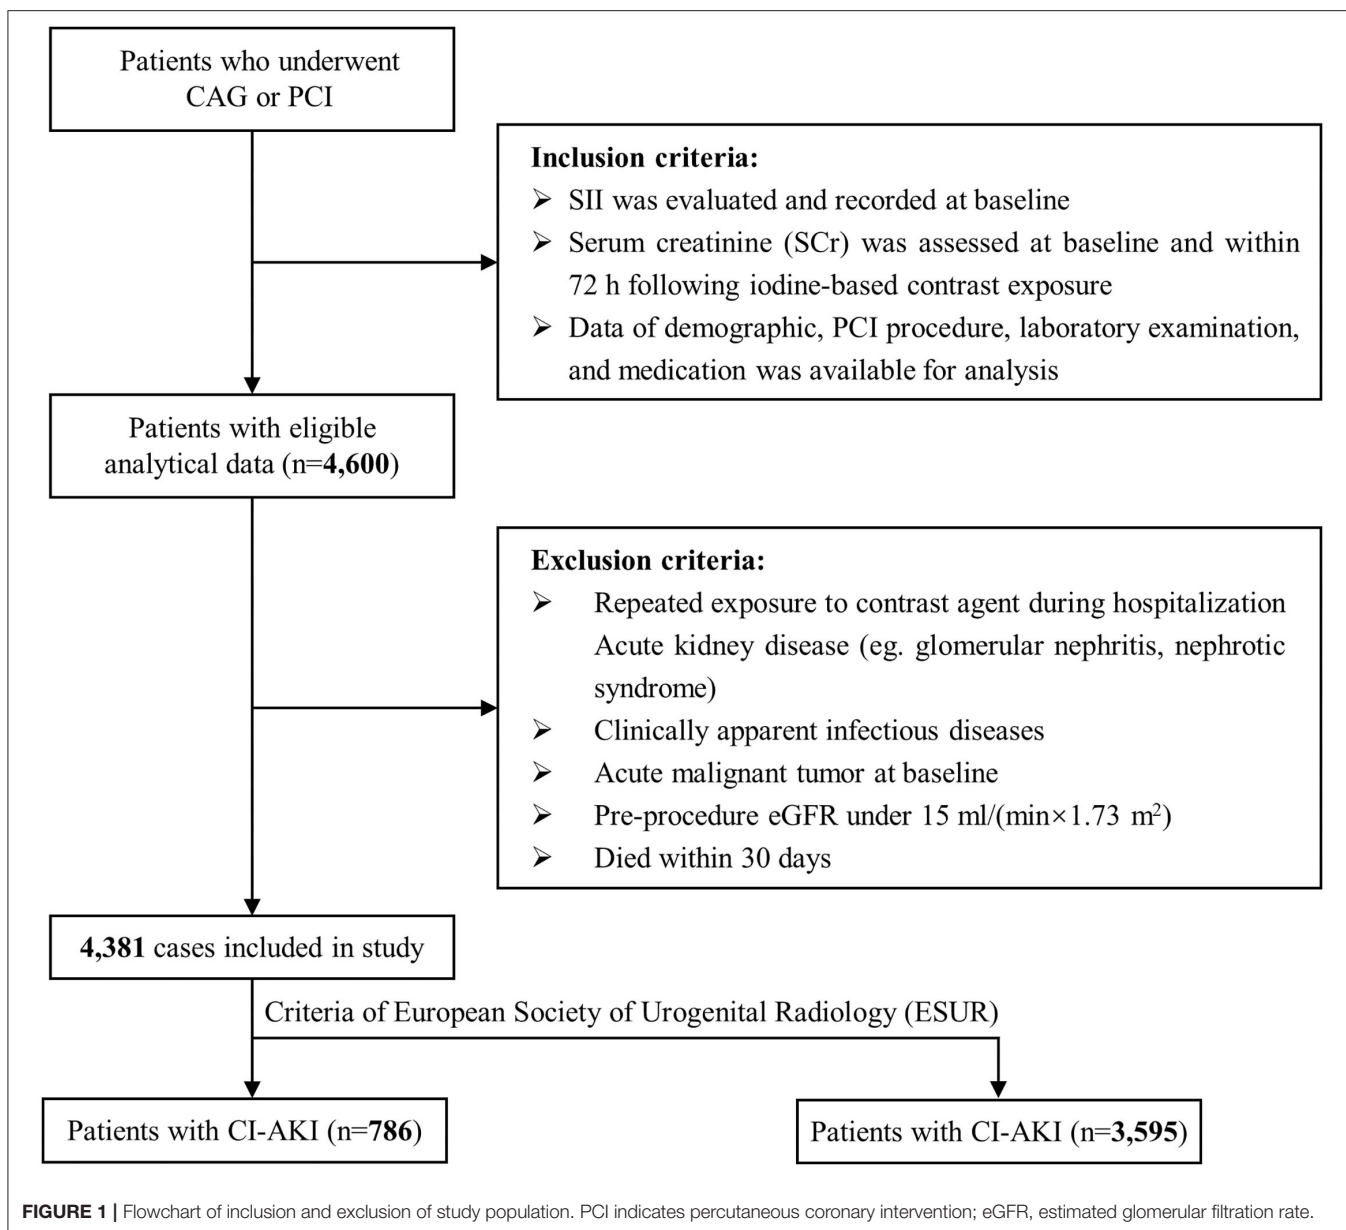 Patients who underwent
CAG or PCI
Inclusion criteria:
➢ SII was evaluated and recorded at baseline
➢ Serum creatinine (SCr) was assessed at baseline and within
72 h following iodine-based contrast exposure
➢ Data of demographic, PCI procedure, laboratory examination,
and medication was available for analysis
Patients with eligible
analytical data (n=4,600)
Exclusion criteria:
➢ Repeated exposure to contrast agent during hospitalization
Acute kidney disease (eg. glomerular nephritis, nephrotic
syndrome)
➢ Clinically apparent infectious diseases
➢ Acute malignant tumor at baseline
➢ Pre-procedure eGFR under 15 ml/(min×1.73 m²)
➢ Died within 30 days
4,381 cases included in study
Criteria of European Society of Urogenital Radiology (ESUR)
Patients with CI-AKI (n=786)
Patients with CI-AKI (n=3,595)
FIGURE 1 | Flowchart of inclusion and exclusion of study population. PCI indicates percutaneous coronary intervention; eGFR, estimated glomerular filtration rate.